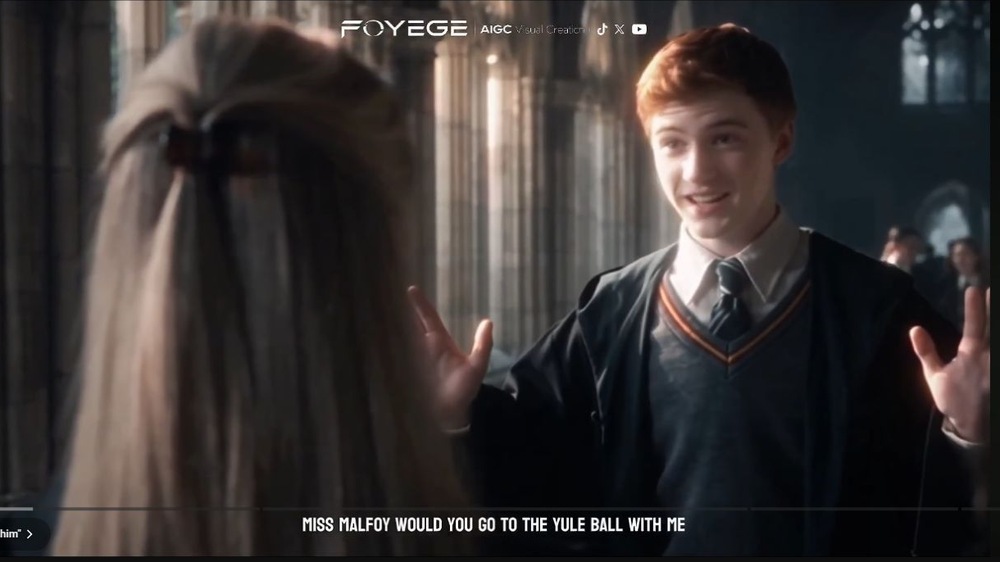 FOYEGE | AIGC Visual Creation
MISS MALFOY WOULD YOU GO TO THE YULE BALL WITH ME
him" >